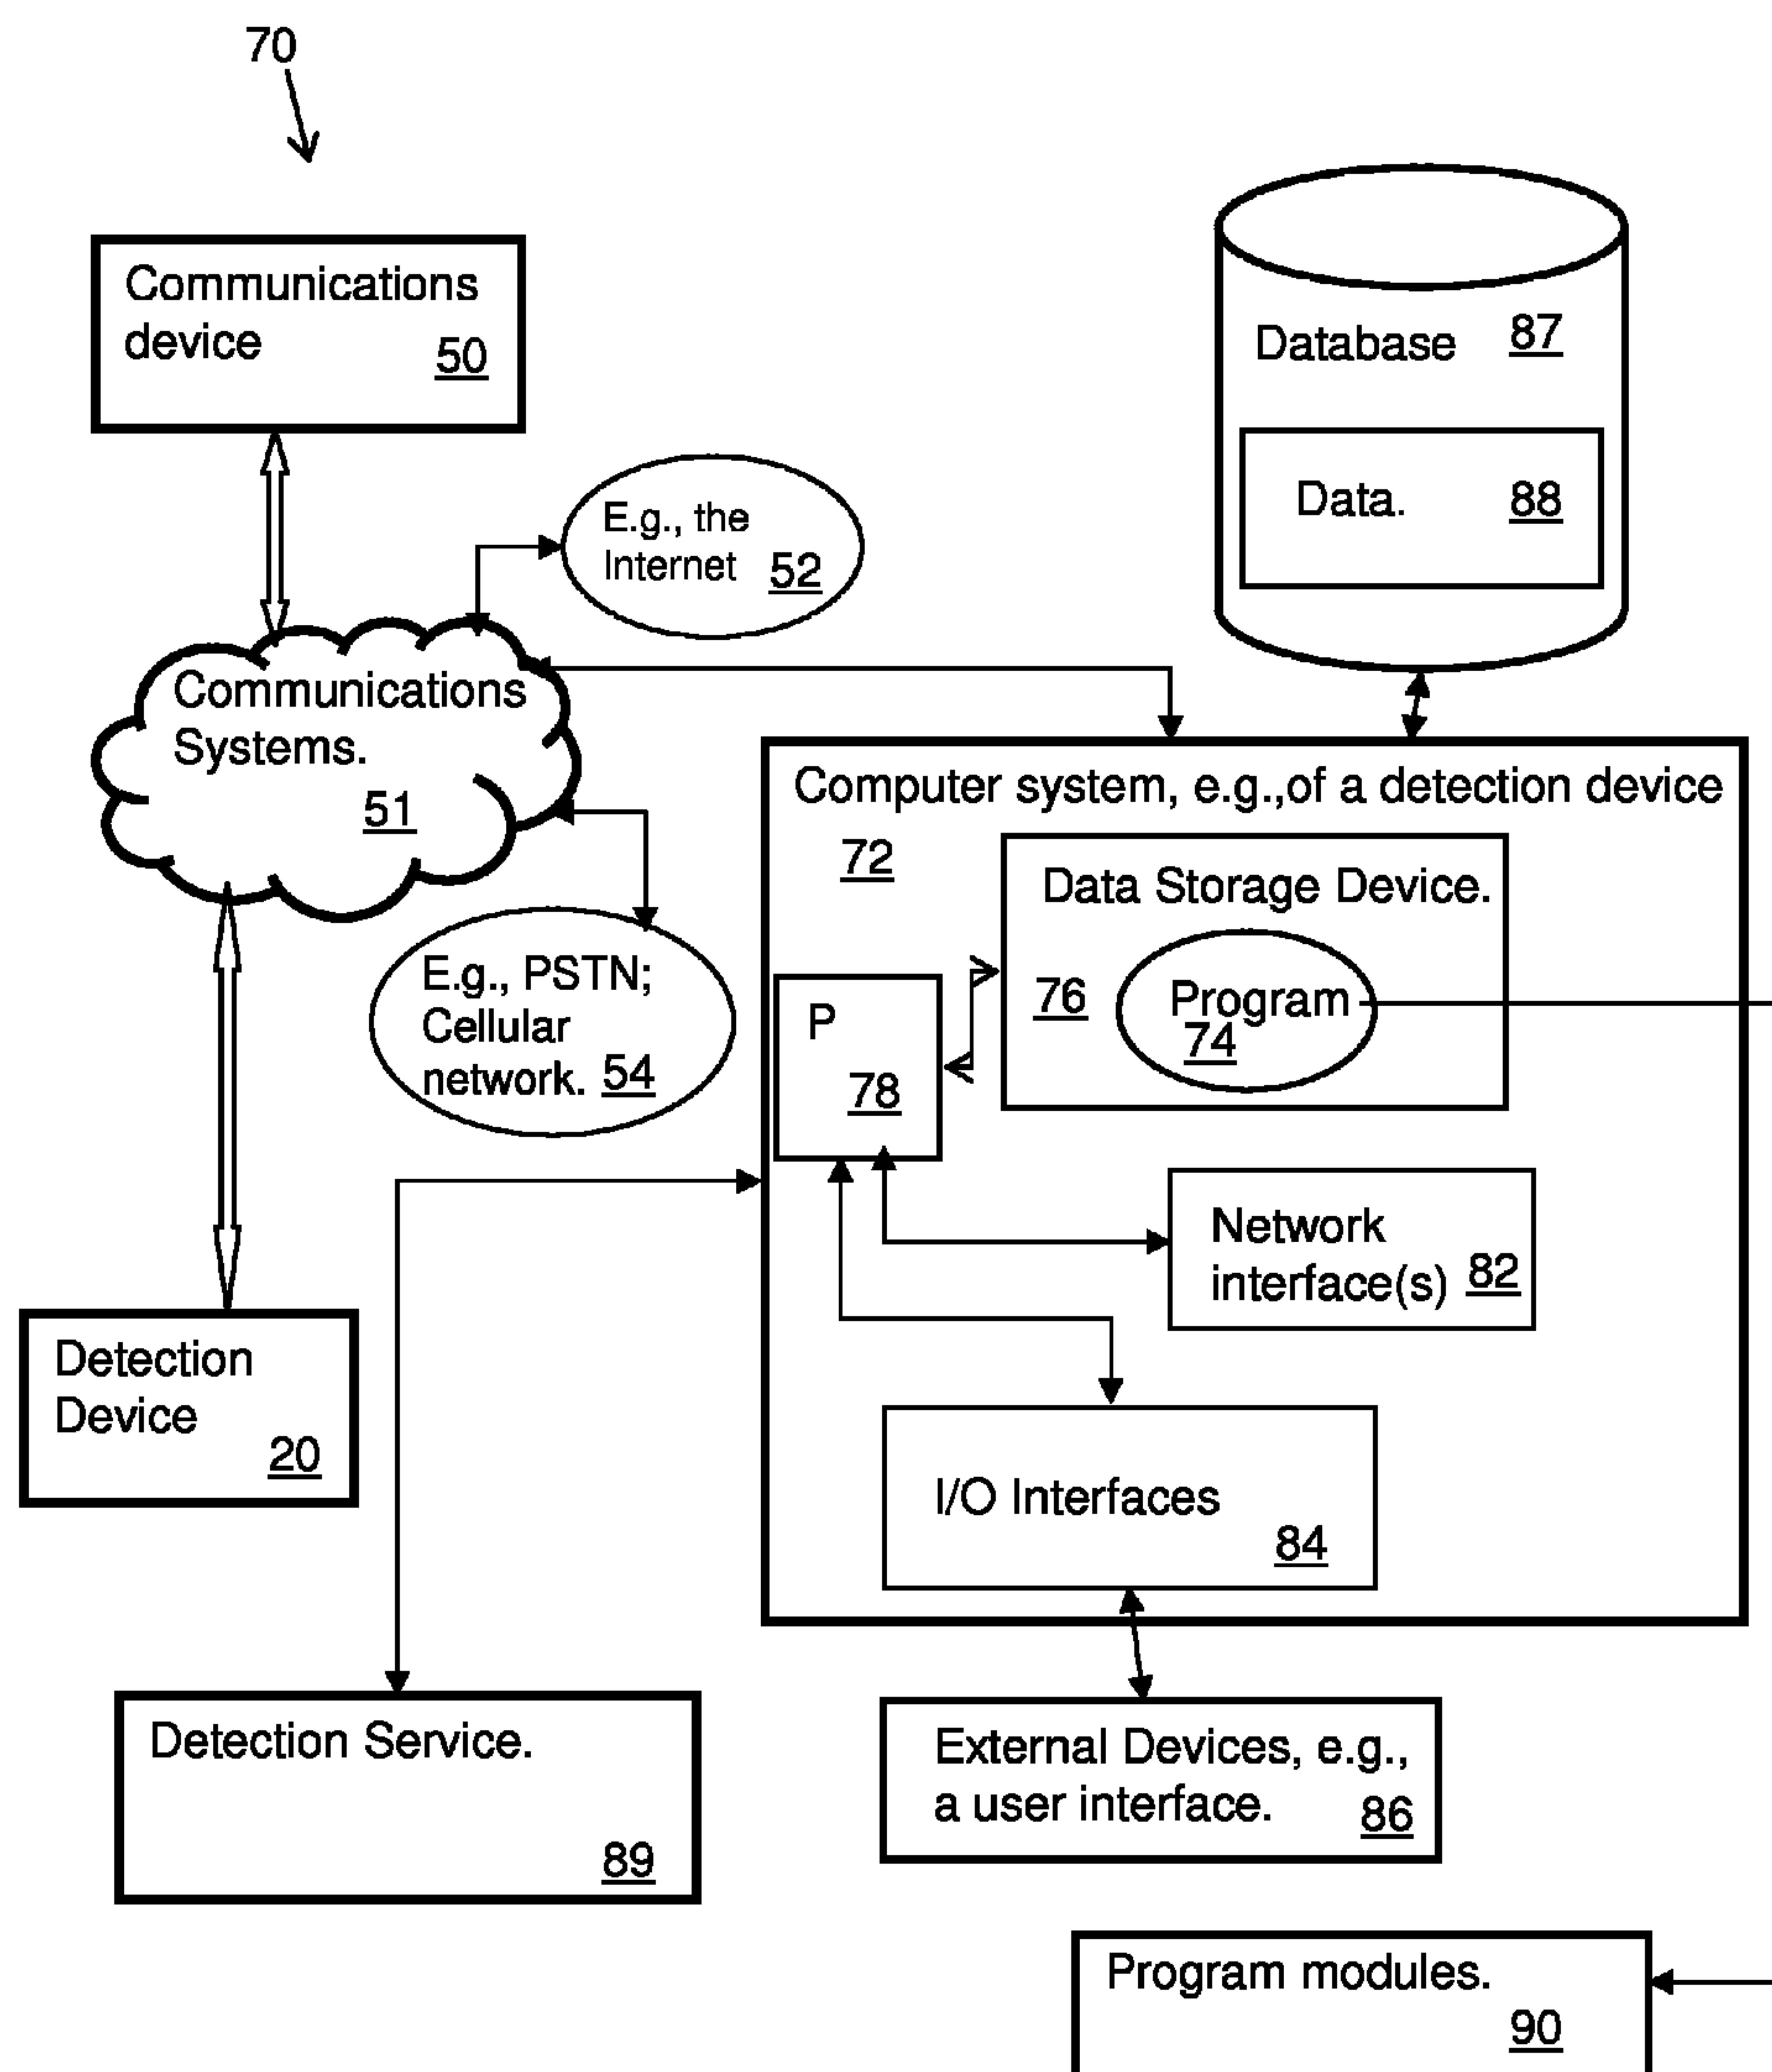 70
Communications
device
50
Database 87
Data. 88
E.g., the
Internet 52
Communications
Systems.
51
Computer system, e.g.,of a detection device
72
Data Storage Device.
76
Program
74
P
78
E.g., PSTN;
Cellular
network. 54
Network
interface(s) 82
Detection
Device
20
I/O Interfaces
84
Detection Service.
89
External Devices, e.g.,
a user interface. 86
Program modules.
90